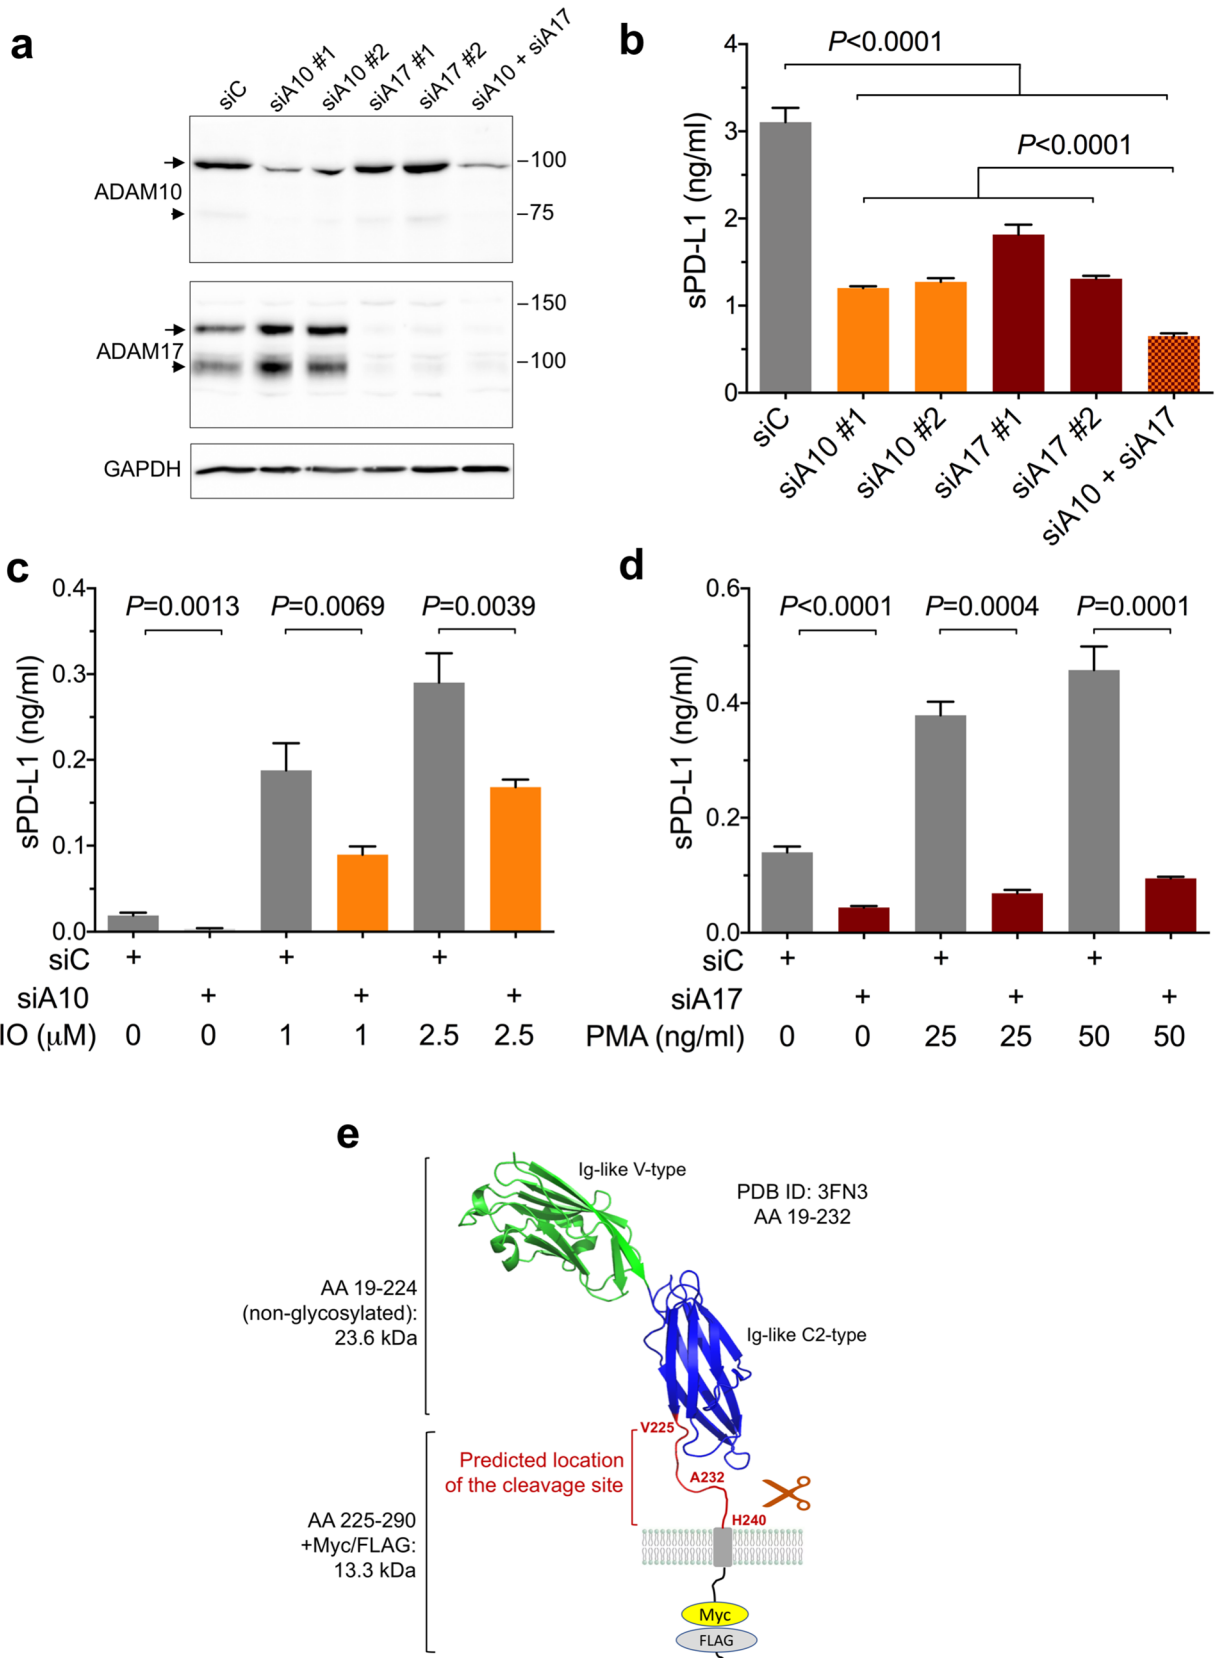 a
siC
siA10 #1
siA10 #2
siA17 #1
siA17 #2
siA10 + siA17
ADAM10
–100
–75
ADAM17
–150
–100
GAPDH
b
P<0.0001
P<0.0001
sPD-L1 (ng/ml)
4
3
2
1
0
siC
siA10 #1
siA10 #2
siA17 #1
siA17 #2
siA10 + siA17
c
P=0.0013 P=0.0069 P=0.0039
sPD-L1 (ng/ml)
0.4
0.3
0.2
0.1
0.0
siC + + +
siA10 + + +
IO (μM) 0 0 1 1 2.5 2.5
d
P<0.0001 P=0.0004 P=0.0001
sPD-L1 (ng/ml)
0.6
0.4
0.2
0.0
siC + + +
siA17 + + +
PMA (ng/ml) 0 0 25 25 50 50
e
Ig-like V-type
PDB ID: 3FN3
AA 19-232
AA 19-224
(non-glycosylated):
23.6 kDa
Ig-like C2-type
V225
Predicted location
of the cleavage site
A232
H240
AA 225-290
+Myc/FLAG:
13.3 kDa
Myc
FLAG